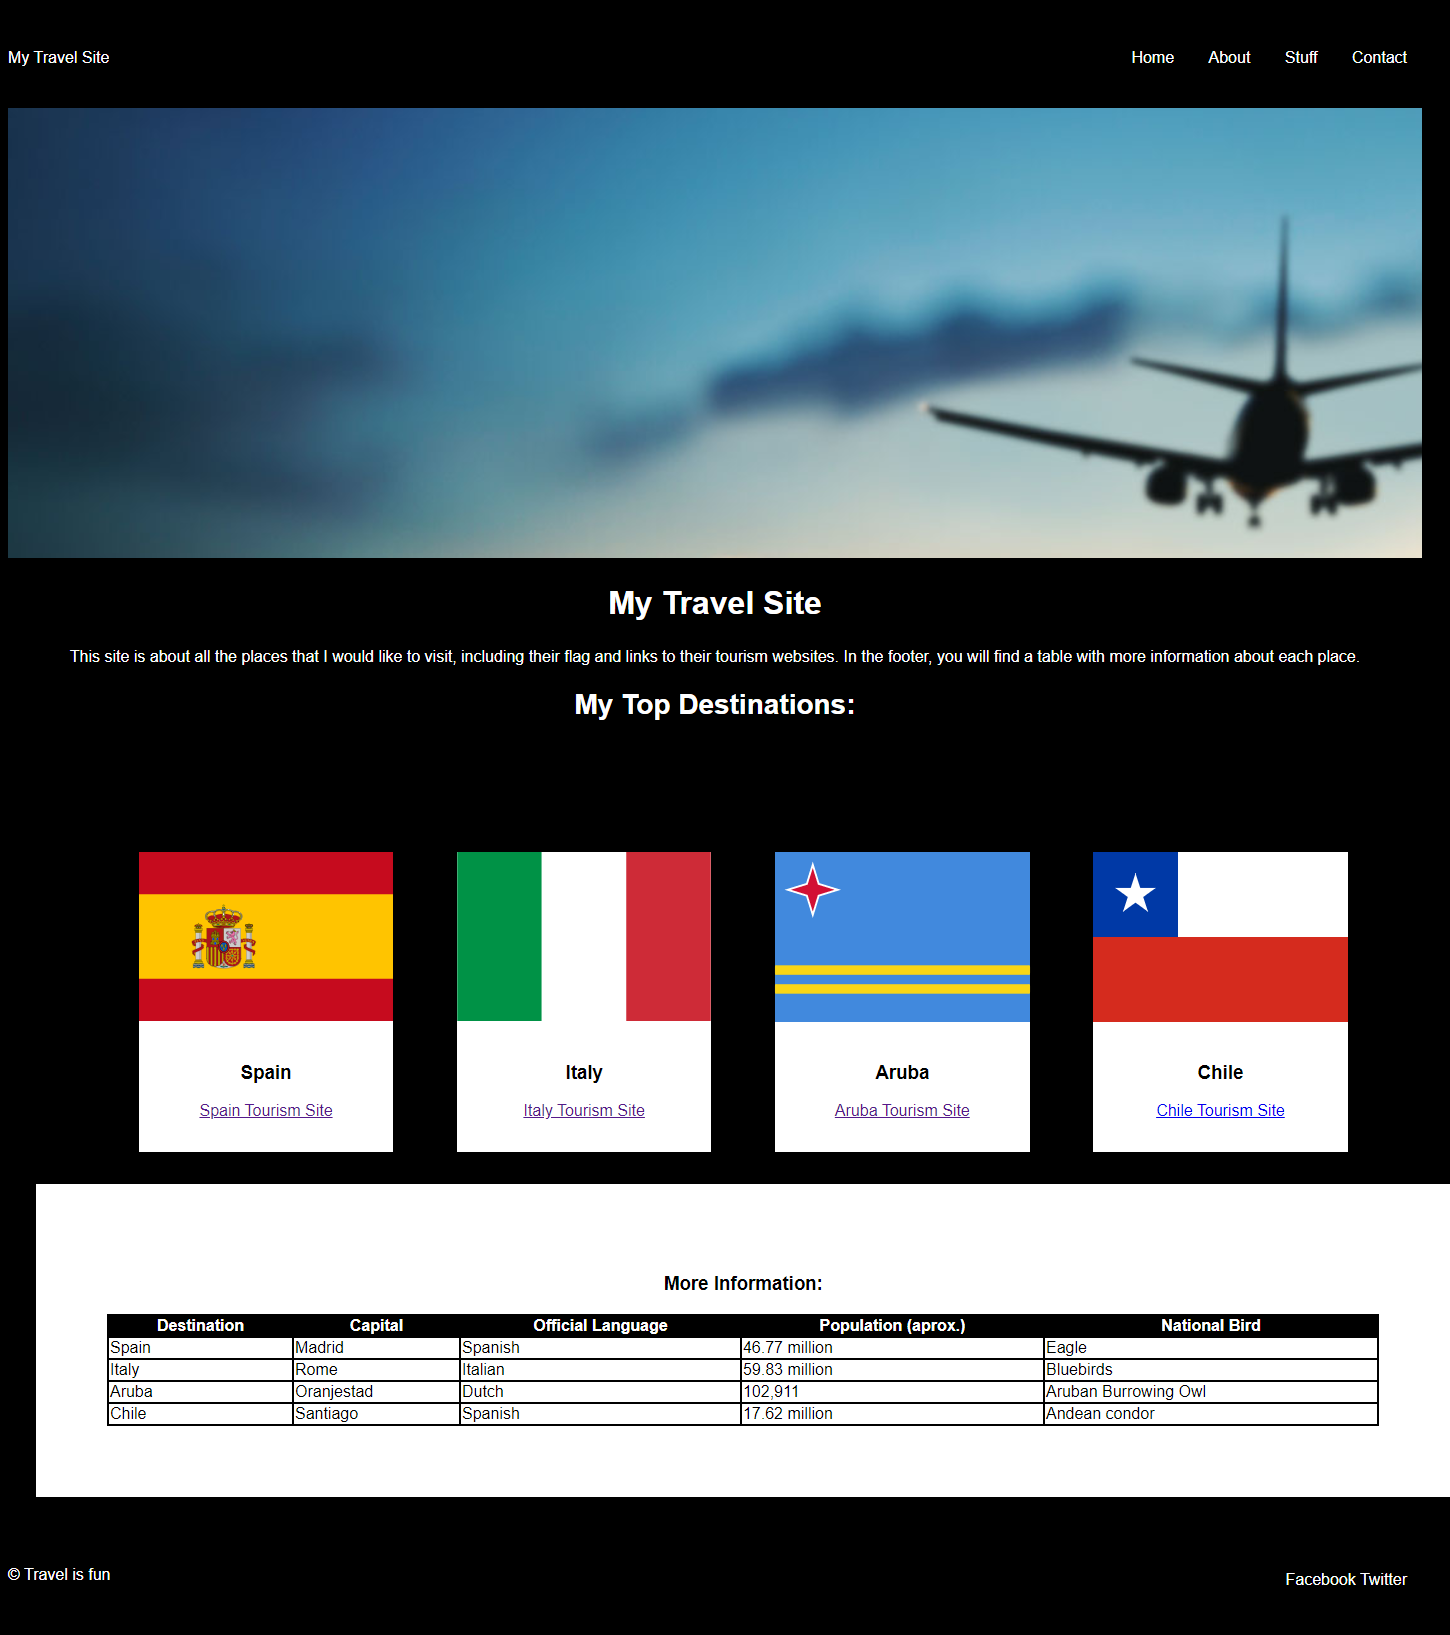 My Travel Site Home About Stuff Contact
My Travel Site
This site is about all the places that I would like to visit, including their flag and links to their tourism websites. In the footer, you will find a table with more information about each place.
My Top Destinations:
Spain Italy Aruba Chile
Spain Tourism Site Italy Tourism Site Aruba Tourism Site Chile Tourism Site
More Information:
Destination Capital Official Language Population (aprox.) National Bird
Spain Madrid Spanish 46.77 million Eagle
Italy Rome Italian 59.83 million Bluebirds
Aruba Oranjestad Dutch 102,911 Aruban Burrowing Owl
Chile Santiago Spanish 17.62 million Andean condor
© Travel is fun Facebook Twitter